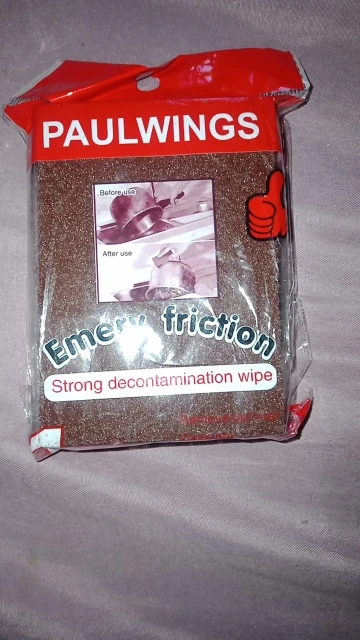 PAULWINGS
Before use
After use
Emery friction
Strong decontamination wipe